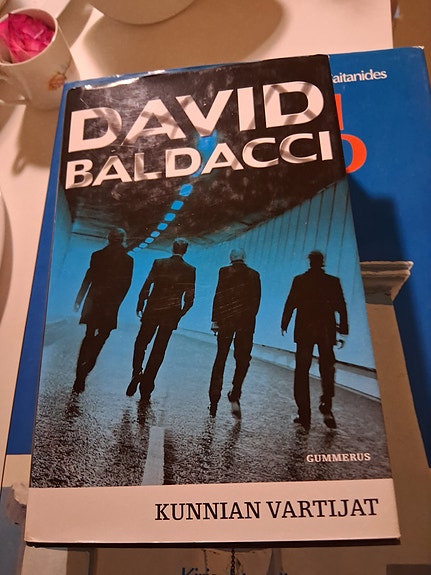 DAVID
BALDACCI
GUMMERUS
KUNNIAN VARTIJAT
aitanides